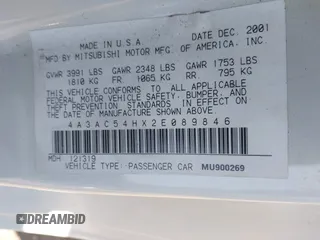 MADE IN U.S.A. DATE DEC. 2001
MFD.BY MITSUBISHI MOTOR MFG. OF AMERICA, INC.
GVWR 3991 LBS GAWR 2348 LBS GAWR 1753 LBS
1810 KG FR. 1065 KG RR. 795 KG
THIS VEHICLE CONFORMS TO ALL APPLICABLE
FEDERAL MOTOR VEHICLE SAFETY, BUMPER, AND
THEFT PREVENTION STANDARDS IN EFFECT ON
THE DATE OF MANUFACTURE SHOWN ABOVE.
4A3AC54HX2E089846
MDH 121319
VEHICLE TYPE: PASSENGER CAR MU900269
DREAMBID